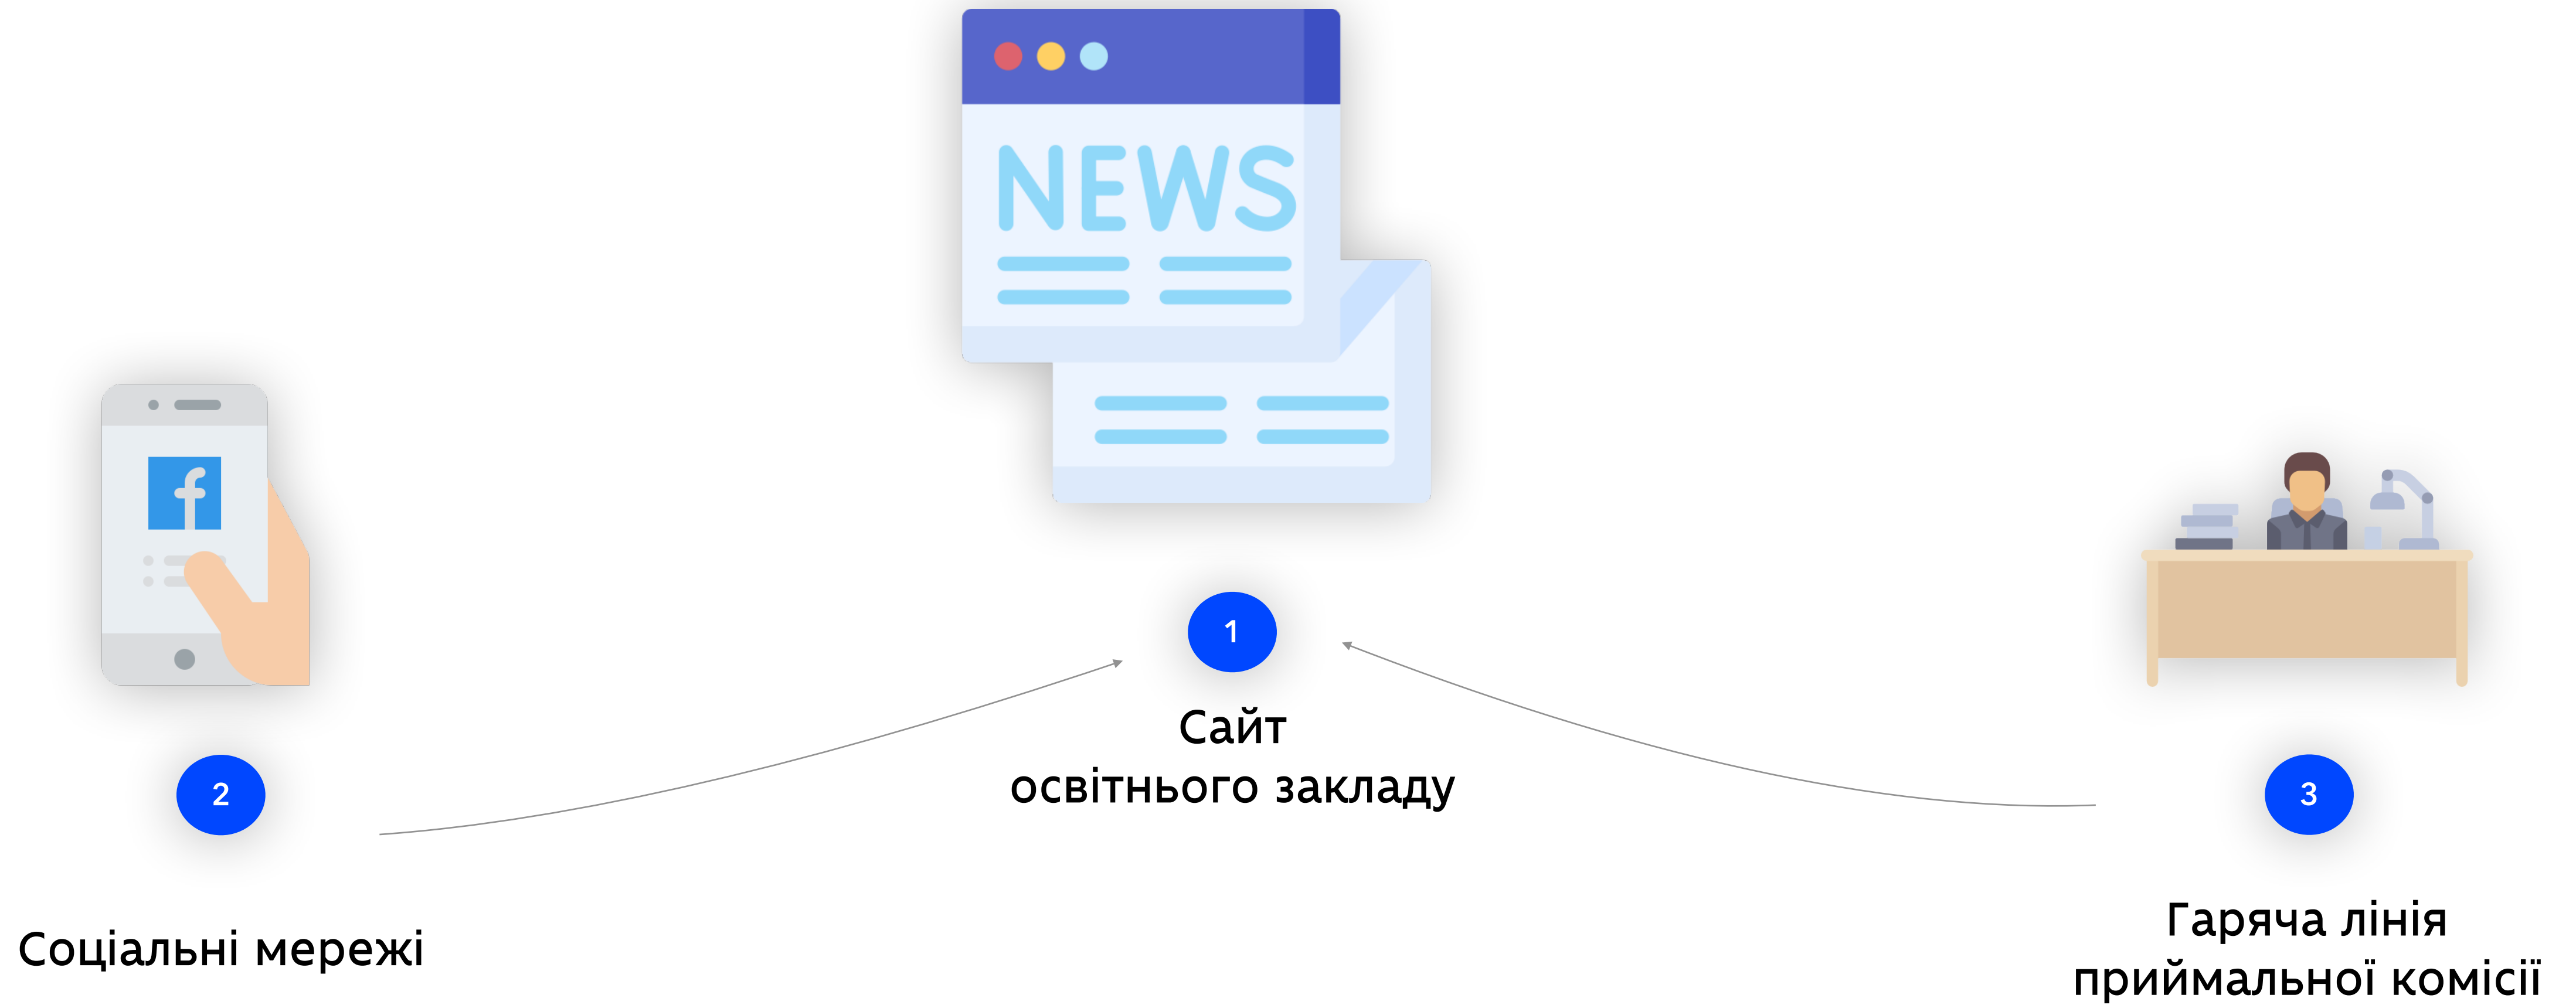 NEWS
1
Сайт
освітнього закладу
2
Соціальні мережі
3
Гаряча лінія
приймальної комісії